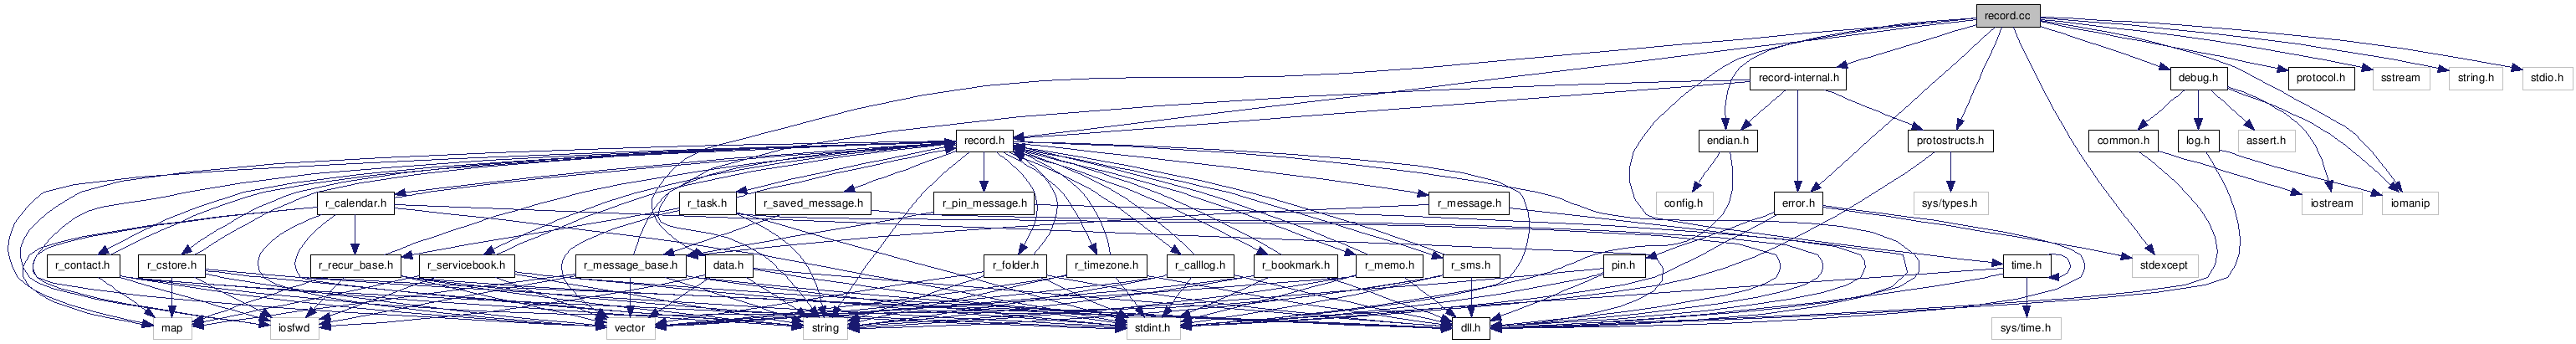 record.cc
record-internal.h
debug.h
protocol.h
sstream
string.h
stdio.h
record.h
endian.h
protostructs.h
common.h
log.h
assert.h
r_calendar.h
r_task.h
r_saved_message.h
r_pin_message.h
r_message.h
config.h
error.h
sys/types.h
iostream
iomanip
r_contact.h
r_cstore.h
r_recur_base.h
r_servicebook.h
r_message_base.h
data.h
r_folder.h
r_timezone.h
r_calllog.h
r_bookmark.h
r_memo.h
r_sms.h
pin.h
time.h
stdexcept
map
iosfwd
vector
string
stdint.h
dll.h
sys/time.h